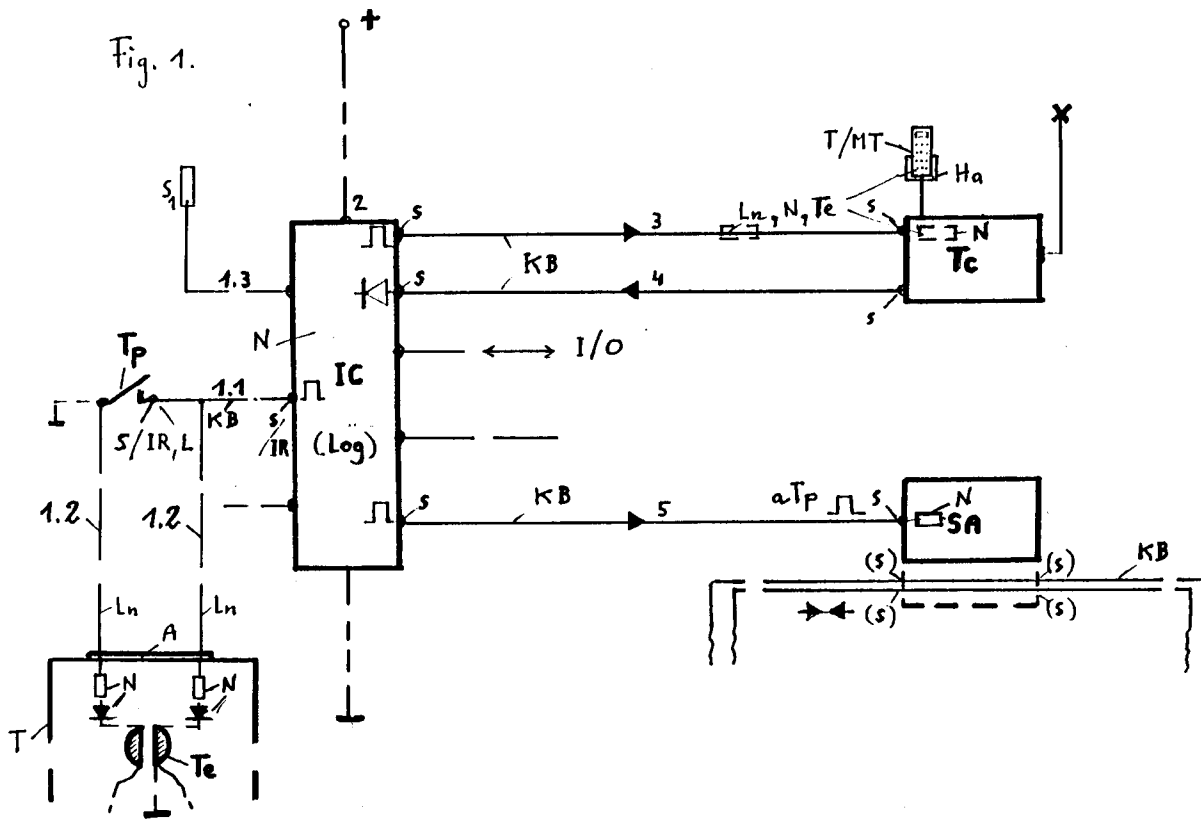 Fig. 1.
+
S1
2
s
3
Ln, N, Te
T/MT
Ha
s
N
Tc
x
KB
1.3
s
4
s
N
I/O
Tp
1.1
KB
IC
s/IR, L
s/IR
(Log)
1.2
1.2
s
KB
5
aTp
s
N
SA
(s)
(s)
KB
(s)
(s)
Ln
Ln
A
N
N
T
Te